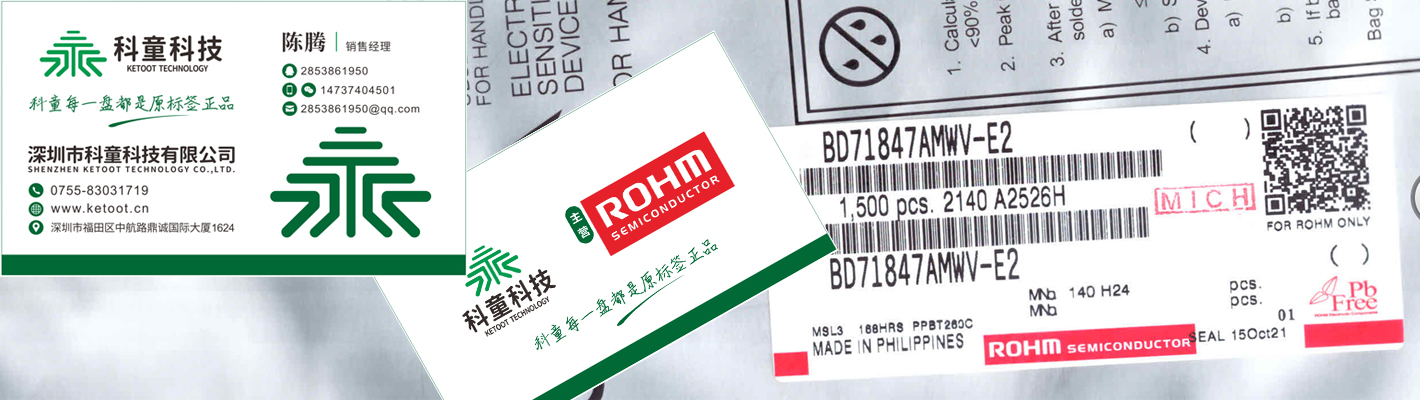 科童科技
KETOOT TECHNOLOGY
科童每一盘都是原标签正品
陈腾 销售经理
2853861950
14737404501
2853861950@qq.com
深圳市科童科技有限公司
SHENZHEN KETOOT TECHNOLOGY CO.,LTD.
0755-83031719
www.ketoot.cn
深圳市福田区中航路鼎诚国际大厦1624
主营
ROHM
SEMICONDUCTOR
科童科技
KETOOT TECHNOLOGY
科童每一盘都是原标签正品
FOR HANDL
ELECTR
SENSITI
DEVICE
FOR HAN
1. Calcula
<90%
2. Peak
3. After
solde
a) M
b) S
4. Devi
a)
b)
5. If b
ba
Bag S
BD71847AMWV-E2
( )
1,500 pcs. 2140 A2526H
MICH
FOR ROHM ONLY
BD71847AMWV-E2
( )
MNo 140 H24 pcs.
MNo pcs.
Pb
Free
01
MSL3 168HRS PPBT260C
MADE IN PHILIPPINES
ROHM SEMICONDUCTOR
SEAL 15Oct21